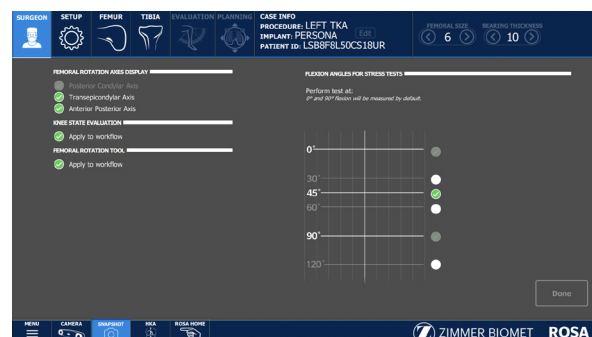 SURGEON
SETUP
FEMUR
TIBIA
EVALUATION
PLANNING
CASE INFO
PROCEDURE: LEFT TKA
IMPLANT: PERSONA
Edit
PATIENT ID: LSB8F8L50CS18UR
FEMORAL SIZE
6
BEARING THICKNESS
10
FEMORAL ROTATION AXES DISPLAY
Posterior Condylar Axis
Transepicondylar Axis
Anterior Posterior Axis
KNEE STATE EVALUATION
Apply to workflow
FEMORAL ROTATION TOOL
Apply to workflow
FLEXION ANGLES FOR STRESS TESTS
Perform test at:
0° and 90° flexion will be measured by default.
0°
30°
45°
60°
90°
120°
Done
MENU
CAMERA
SNAPSHOT
HKA
ROSA HOME
ZIMMER BIOMET
ROSA